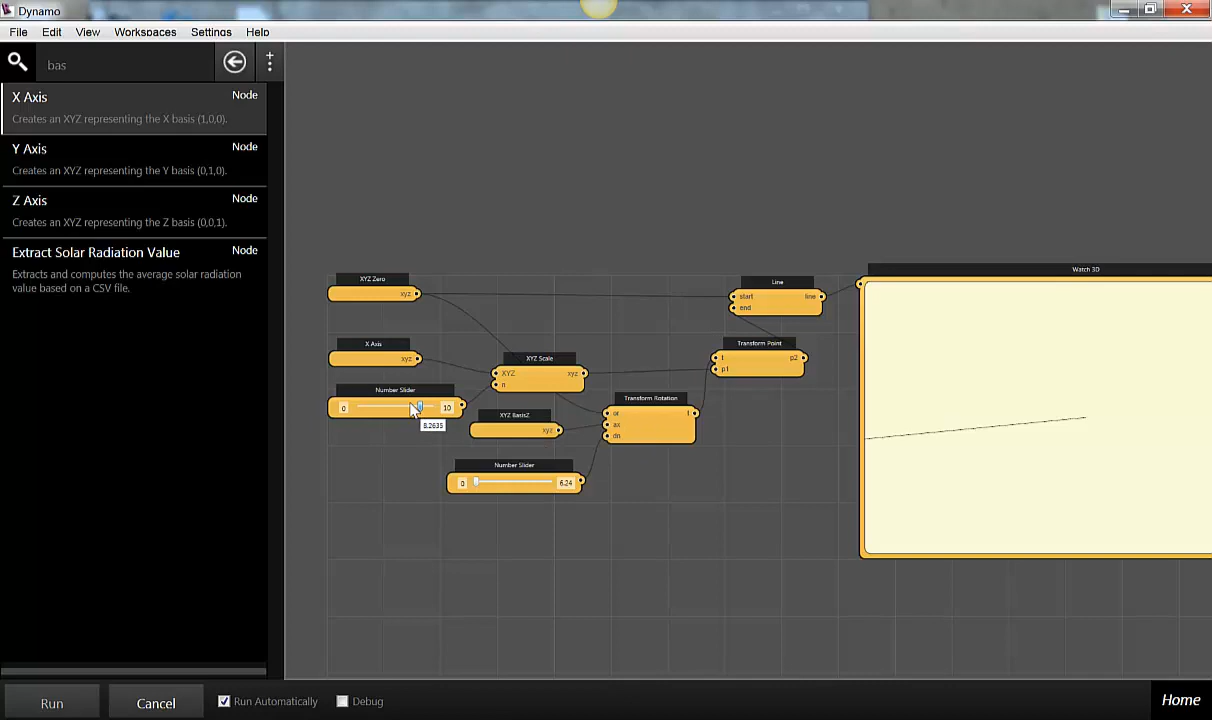 Dynamo
File Edit View Workspaces Settings Help
bas
X Axis Node
Creates an XYZ representing the X basis (1,0,0).
Y Axis Node
Creates an XYZ representing the Y basis (0,1,0).
Z Axis Node
Creates an XYZ representing the Z basis (0,0,1).
Extract Solar Radiation Value Node
Extracts and computes the average solar radiation
value based on a CSV file.
XYZ Zero
xyz
X Axis
xyz
Number Slider
0 10
8.2635
XYZ Scale
XYZ xyz
n
XYZ BasisZ
xyz
Number Slider
0 6.24
Transform Rotation
or t
ax
dn
Line
start line
end
Transform Point
t p2
p1
Watch 3D
Run Cancel Run Automatically Debug Home